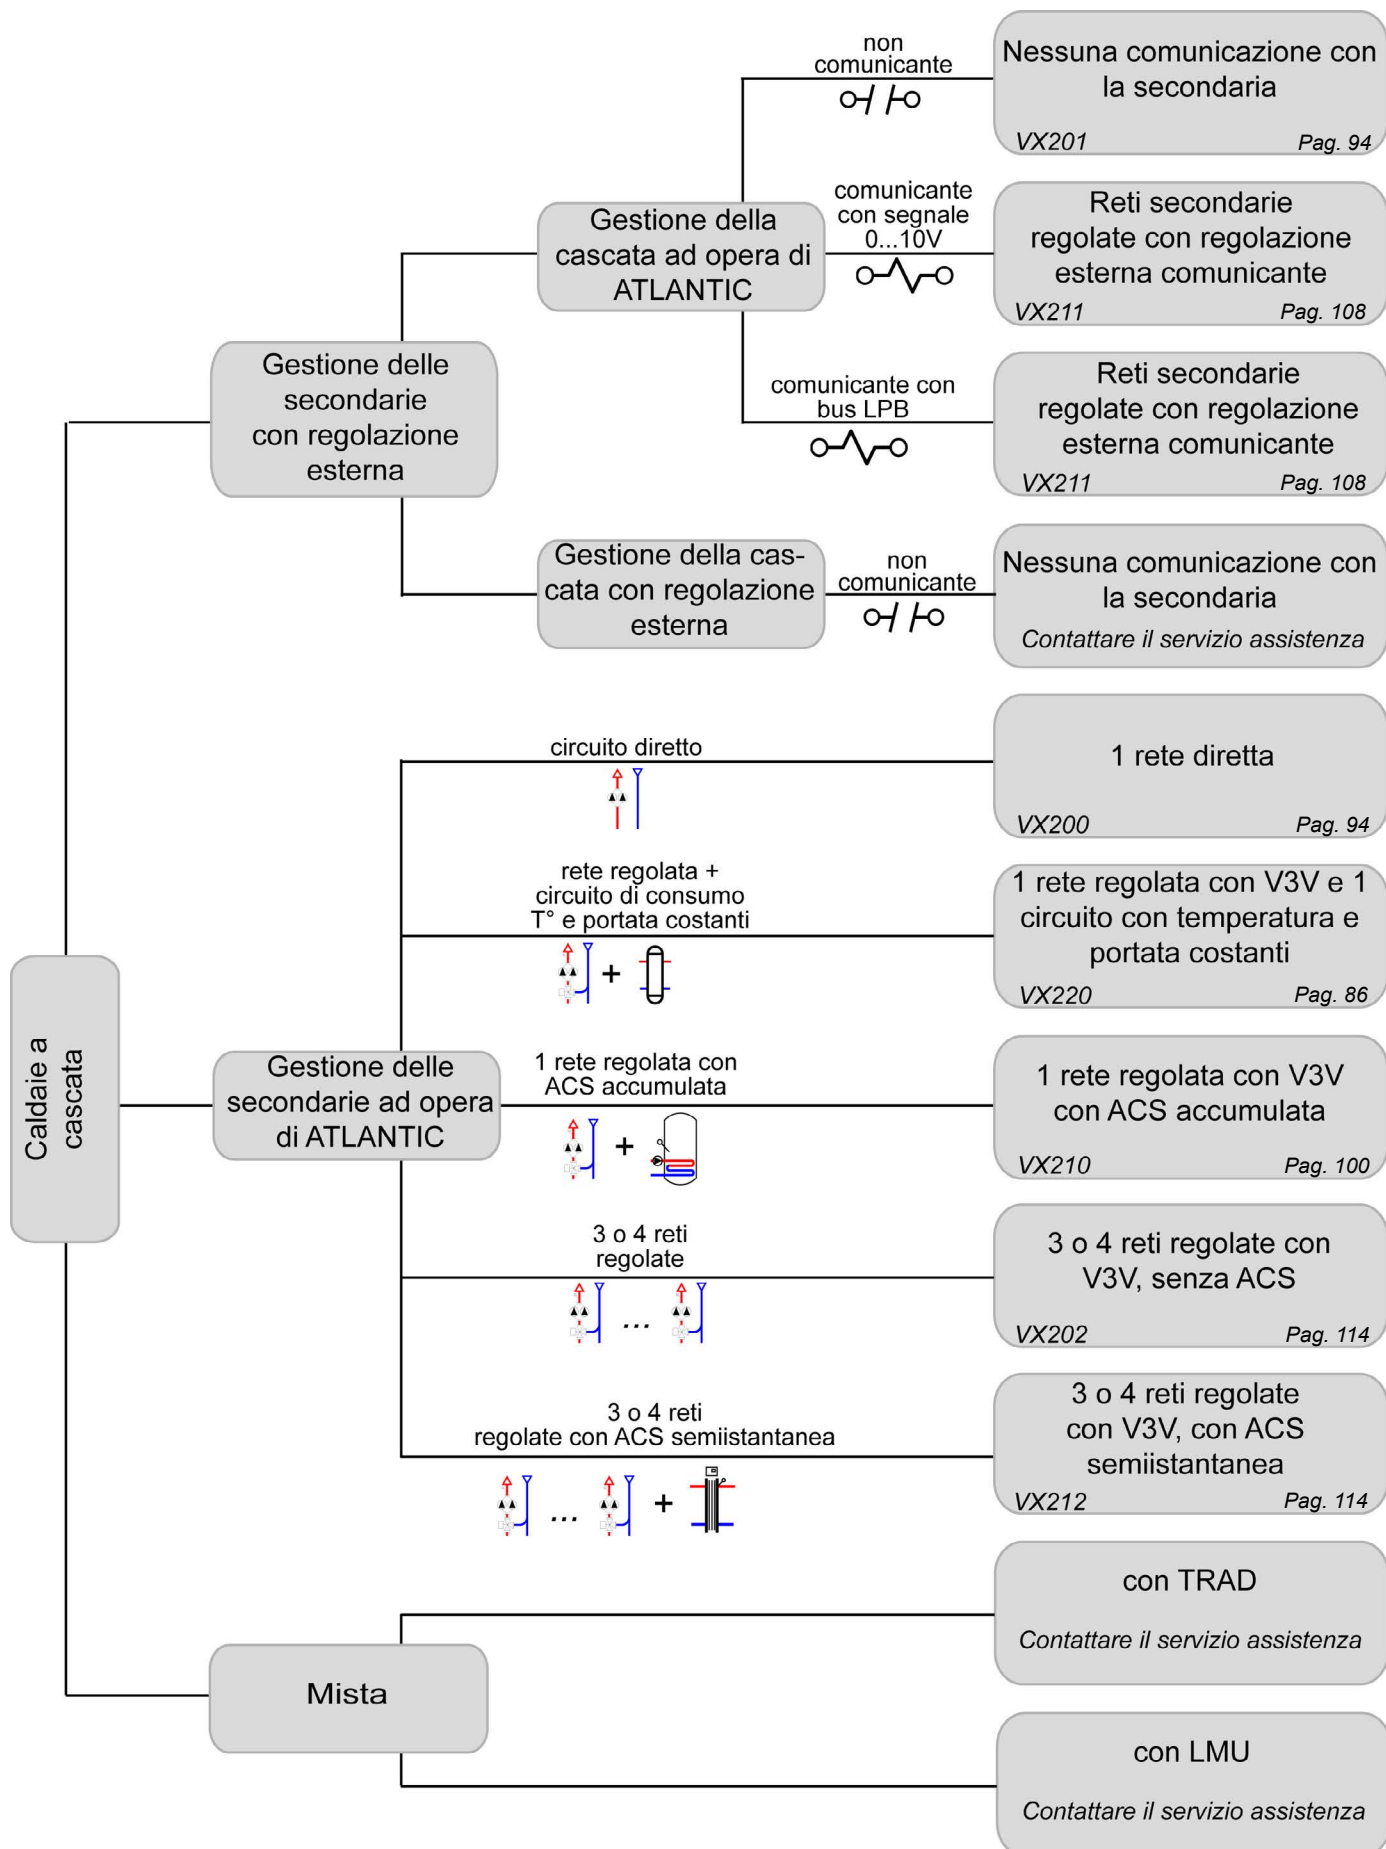 non
comunicante
Nessuna comunicazione con
la secondaria
VX201
Pag. 94
comunicante
con segnale
0...10V
Gestione della
cascata ad opera di
ATLANTIC
Reti secondarie
regolate con regolazione
esterna comunicante
VX211
Pag. 108
Gestione delle
secondarie
con regolazione
esterna
comunicante con
bus LPB
Reti secondarie
regolate con regolazione
esterna comunicante
VX211
Pag. 108
Gestione della cas-
cata con regolazione
esterna
non
comunicante
Nessuna comunicazione con
la secondaria
Contattare il servizio assistenza
circuito diretto
1 rete diretta
VX200
Pag. 94
rete regolata +
circuito di consumo
T° e portata costanti
+
1 rete regolata con V3V e 1
circuito con temperatura e
portata costanti
VX220
Pag. 86
Caldaie a
cascata
Gestione delle
secondarie ad opera
di ATLANTIC
1 rete regolata con
ACS accumulata
+
1 rete regolata con V3V
con ACS accumulata
VX210
Pag. 100
3 o 4 reti
regolate
...
3 o 4 reti regolate con
V3V, senza ACS
VX202
Pag. 114
3 o 4 reti
regolate con ACS semiistantanea
... +
3 o 4 reti regolate
con V3V, con ACS
semiistantanea
VX212
Pag. 114
Mista
con TRAD
Contattare il servizio assistenza
con LMU
Contattare il servizio assistenza